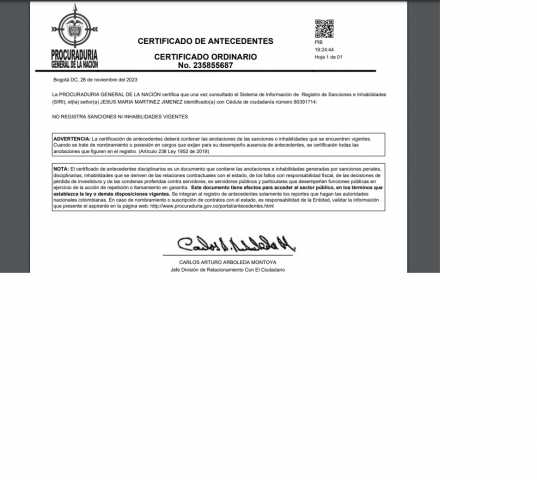 PROCURADURIA
GENERAL DE LA NACION
CERTIFICADO DE ANTECEDENTES
CERTIFICADO ORDINARIO
No. 235855687
19:24:44
Hoja 1 de 01
Bogotá DC, 28 de noviembre del 2023
La PROCURADURIA GENERAL DE LA NACIÓN certifica que una vez consultado el Sistema de Información de Registro de Sanciones e Inhabilidades
(SIRI), el(la) señor(a) JESUS MARIA MARTINEZ JIMENEZ identificado(a) con Cédula de ciudadanía número 80391714:
NO REGISTRA SANCIONES NI INHABILIDADES VIGENTES
ADVERTENCIA: La certificación de antecedentes deberá contener las anotaciones de las sanciones o inhabilidades que se encuentren vigentes.
Cuando se trate de nombramiento o posesión en cargos que exijan para su desempeño ausencia de antecedentes, se certificarán todas las
anotaciones que figuren en el registro. (Artículo 238 Ley 1952 de 2019)
NOTA: El certificado de antecedentes disciplinarios es un documento que contiene las anotaciones e inhabilidades generadas por sanciones penales,
disciplinarias, inhabilidades que se deriven de las relaciones contractuales con el estado, de los fallos con responsabilidad fiscal, de las decisiones de
pérdida de investidura y de las condenas proferidas contra servidores, ex servidores públicos y particulares que desempeñen funciones públicas en
ejercicio de la acción de repetición o llamamiento en garantía. Este documento tiene efectos para acceder al sector público, en los términos que
establezca la ley o demás disposiciones vigentes. Se integran al registro de antecedentes solamente los reportes que hagan las autoridades
nacionales colombianas. En caso de nombramiento o suscripción de contratos con el estado, es responsabilidad de la Entidad, validar la información
que presente el aspirante en la página web: http://www.procuraduria.gov.co/portal/antecedentes.html
CARLOS ARTURO ARBOLEDA MONTOYA
Jefe División de Relacionamiento Con El Ciudadano